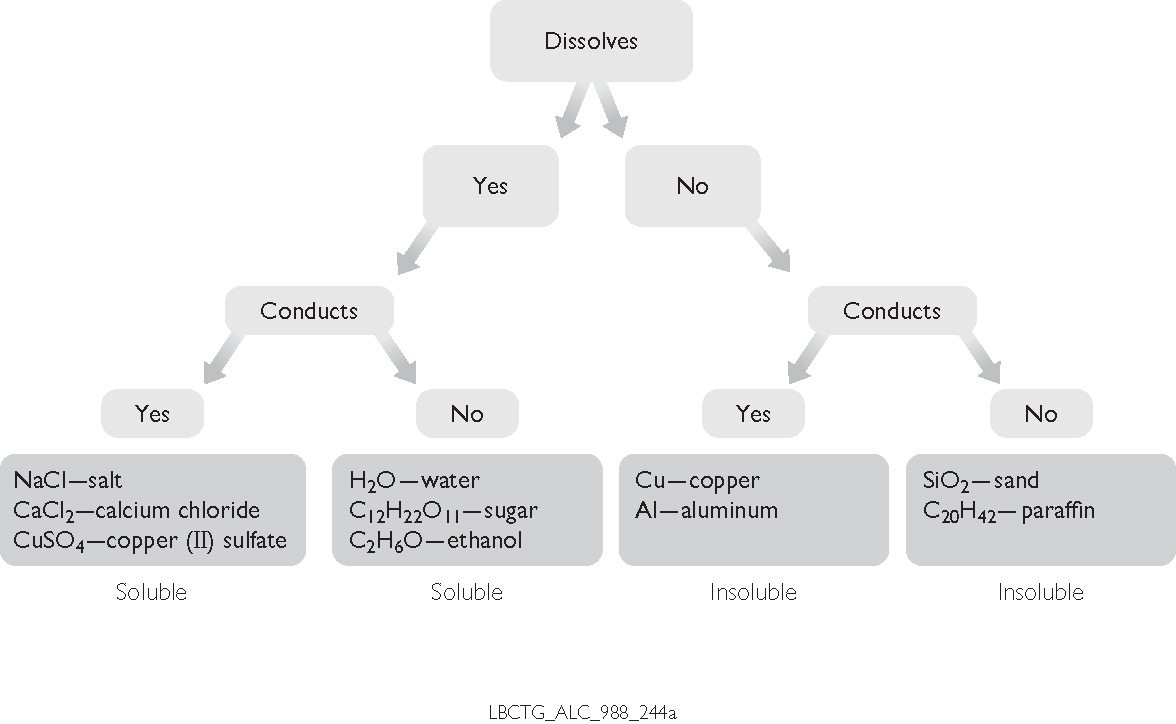 Dissolves
Yes
No
Conducts
Conducts
Yes
No
Yes
No
NaCl—salt
CaCl₂—calcium chloride
CuSO₄—copper (II) sulfate
H₂O—water
C₁₂H₂₂O₁₁—sugar
C₂H₆O—ethanol
Cu—copper
Al—aluminum
SiO₂—sand
C₂₀H₄₂—paraffin
Soluble
Soluble
Insoluble
Insoluble
LBCTG_ALC_988_244a